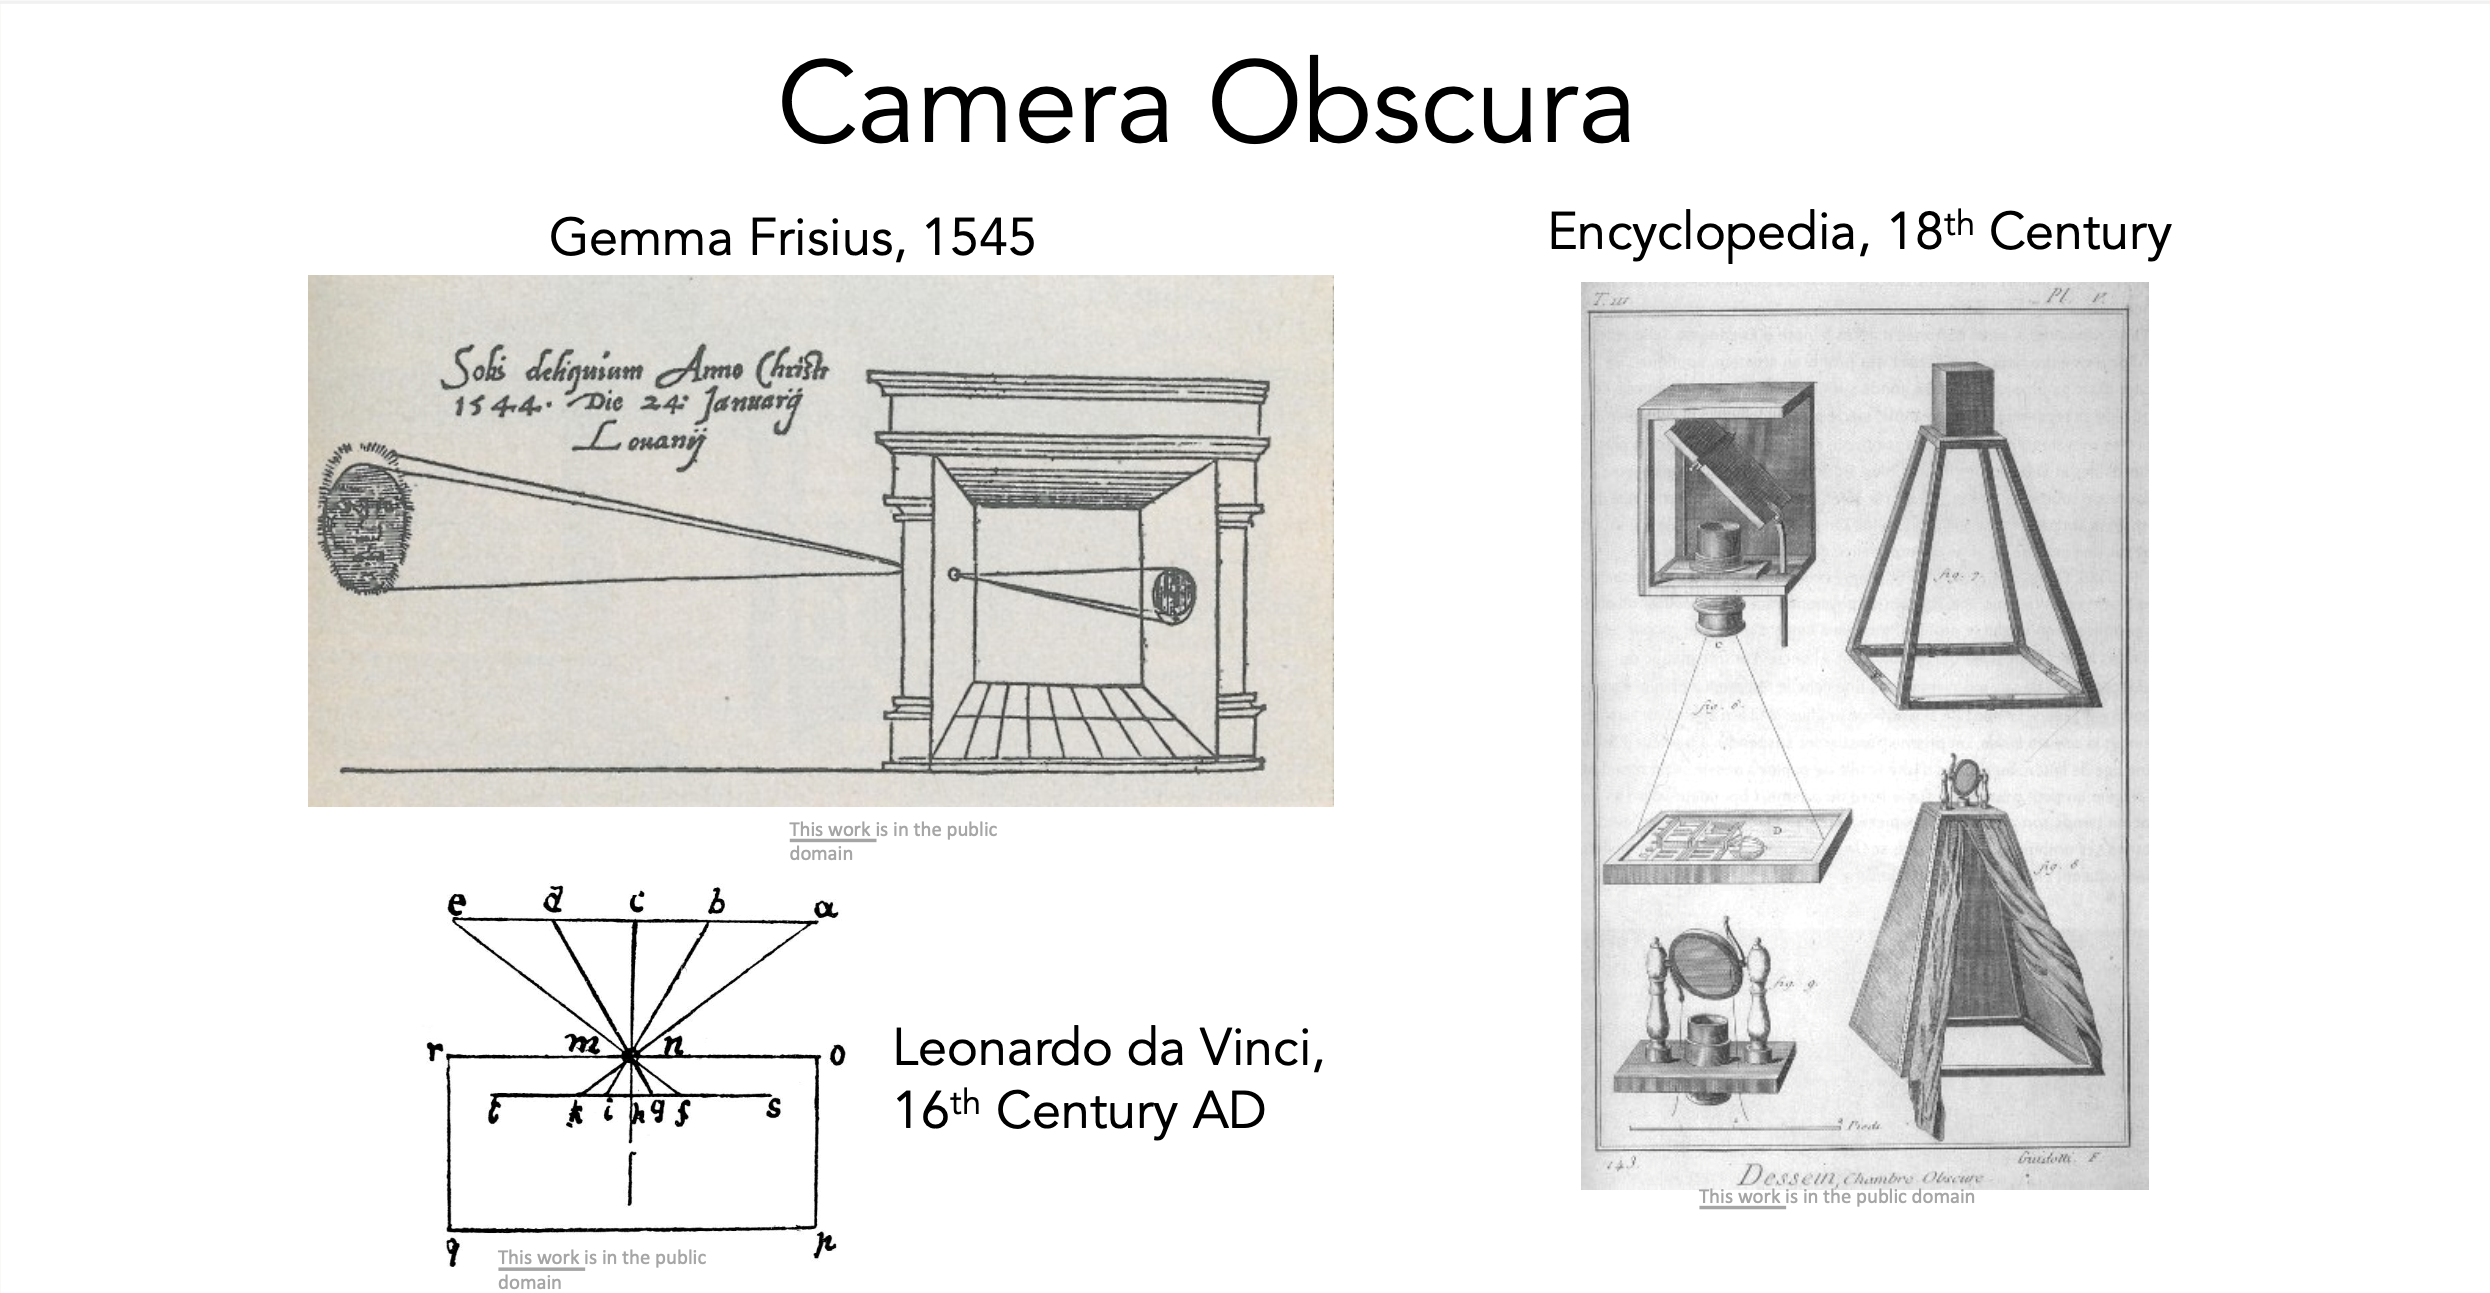 Camera Obscura
Gemma Frisius, 1545
Solis deliquium Anno Christi
1544. Die 24: Januarij
Louanij
This work is in the public
domain
e d c b a
r m n o
t k i h g f s
q p
This work is in the public
domain
Leonardo da Vinci,
16th Century AD
Encyclopedia, 18th Century
T. III
Pl. V.
fig. 7.
C
fig. 6.
D
fig. 8
fig. 9.
Piedi
143.
Guidotti F
Dessein, Chambre Obscure
This work is in the public domain